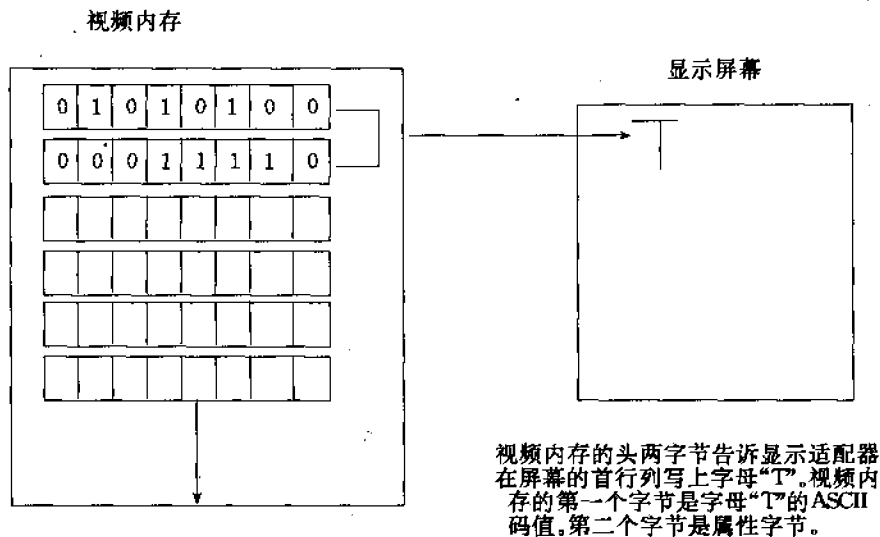 视频内存
显示屏幕
0 1 0 1 0 1 0 0
0 0 0 1 1 1 1 0
T
视频内存的头两字节告诉显示适配器
在屏幕的首行列写上字母“T”。视频内
存的第一个字节是字母“T”的ASCII
码值,第二个字节是属性字节。